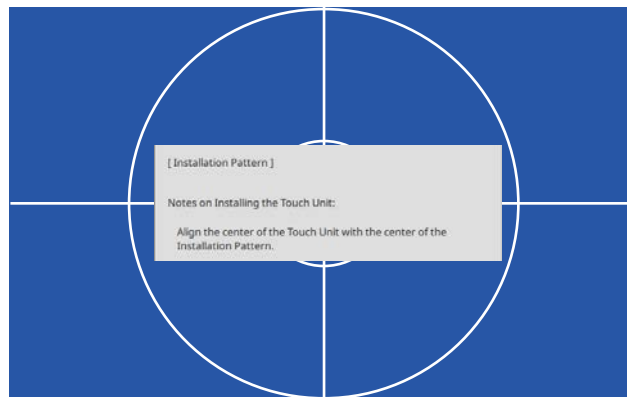 [ Installation Pattern ]
Notes on Installing the Touch Unit:
Align the center of the Touch Unit with the center of the
Installation Pattern.